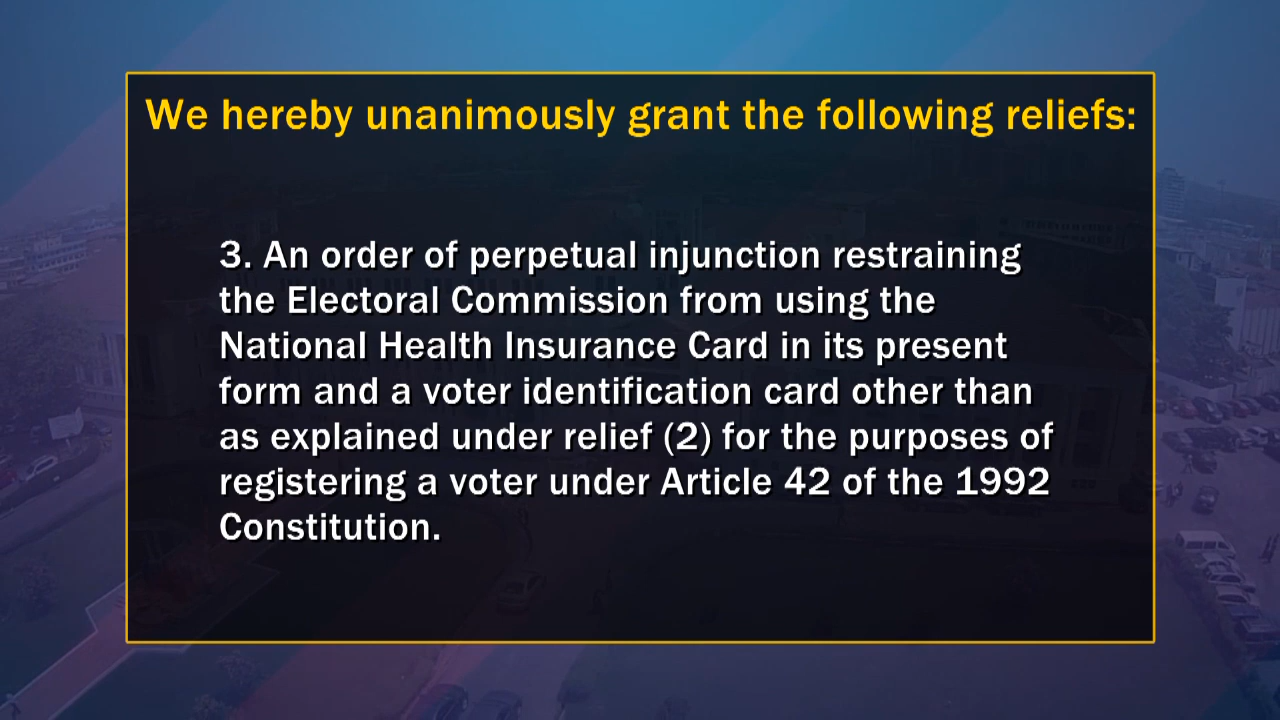 We hereby unanimously grant the following reliefs:
3. An order of perpetual injunction restraining
the Electoral Commission from using the
National Health Insurance Card in its present
form and a voter identification card other than
as explained under relief (2) for the purposes of
registering a voter under Article 42 of the 1992
Constitution.